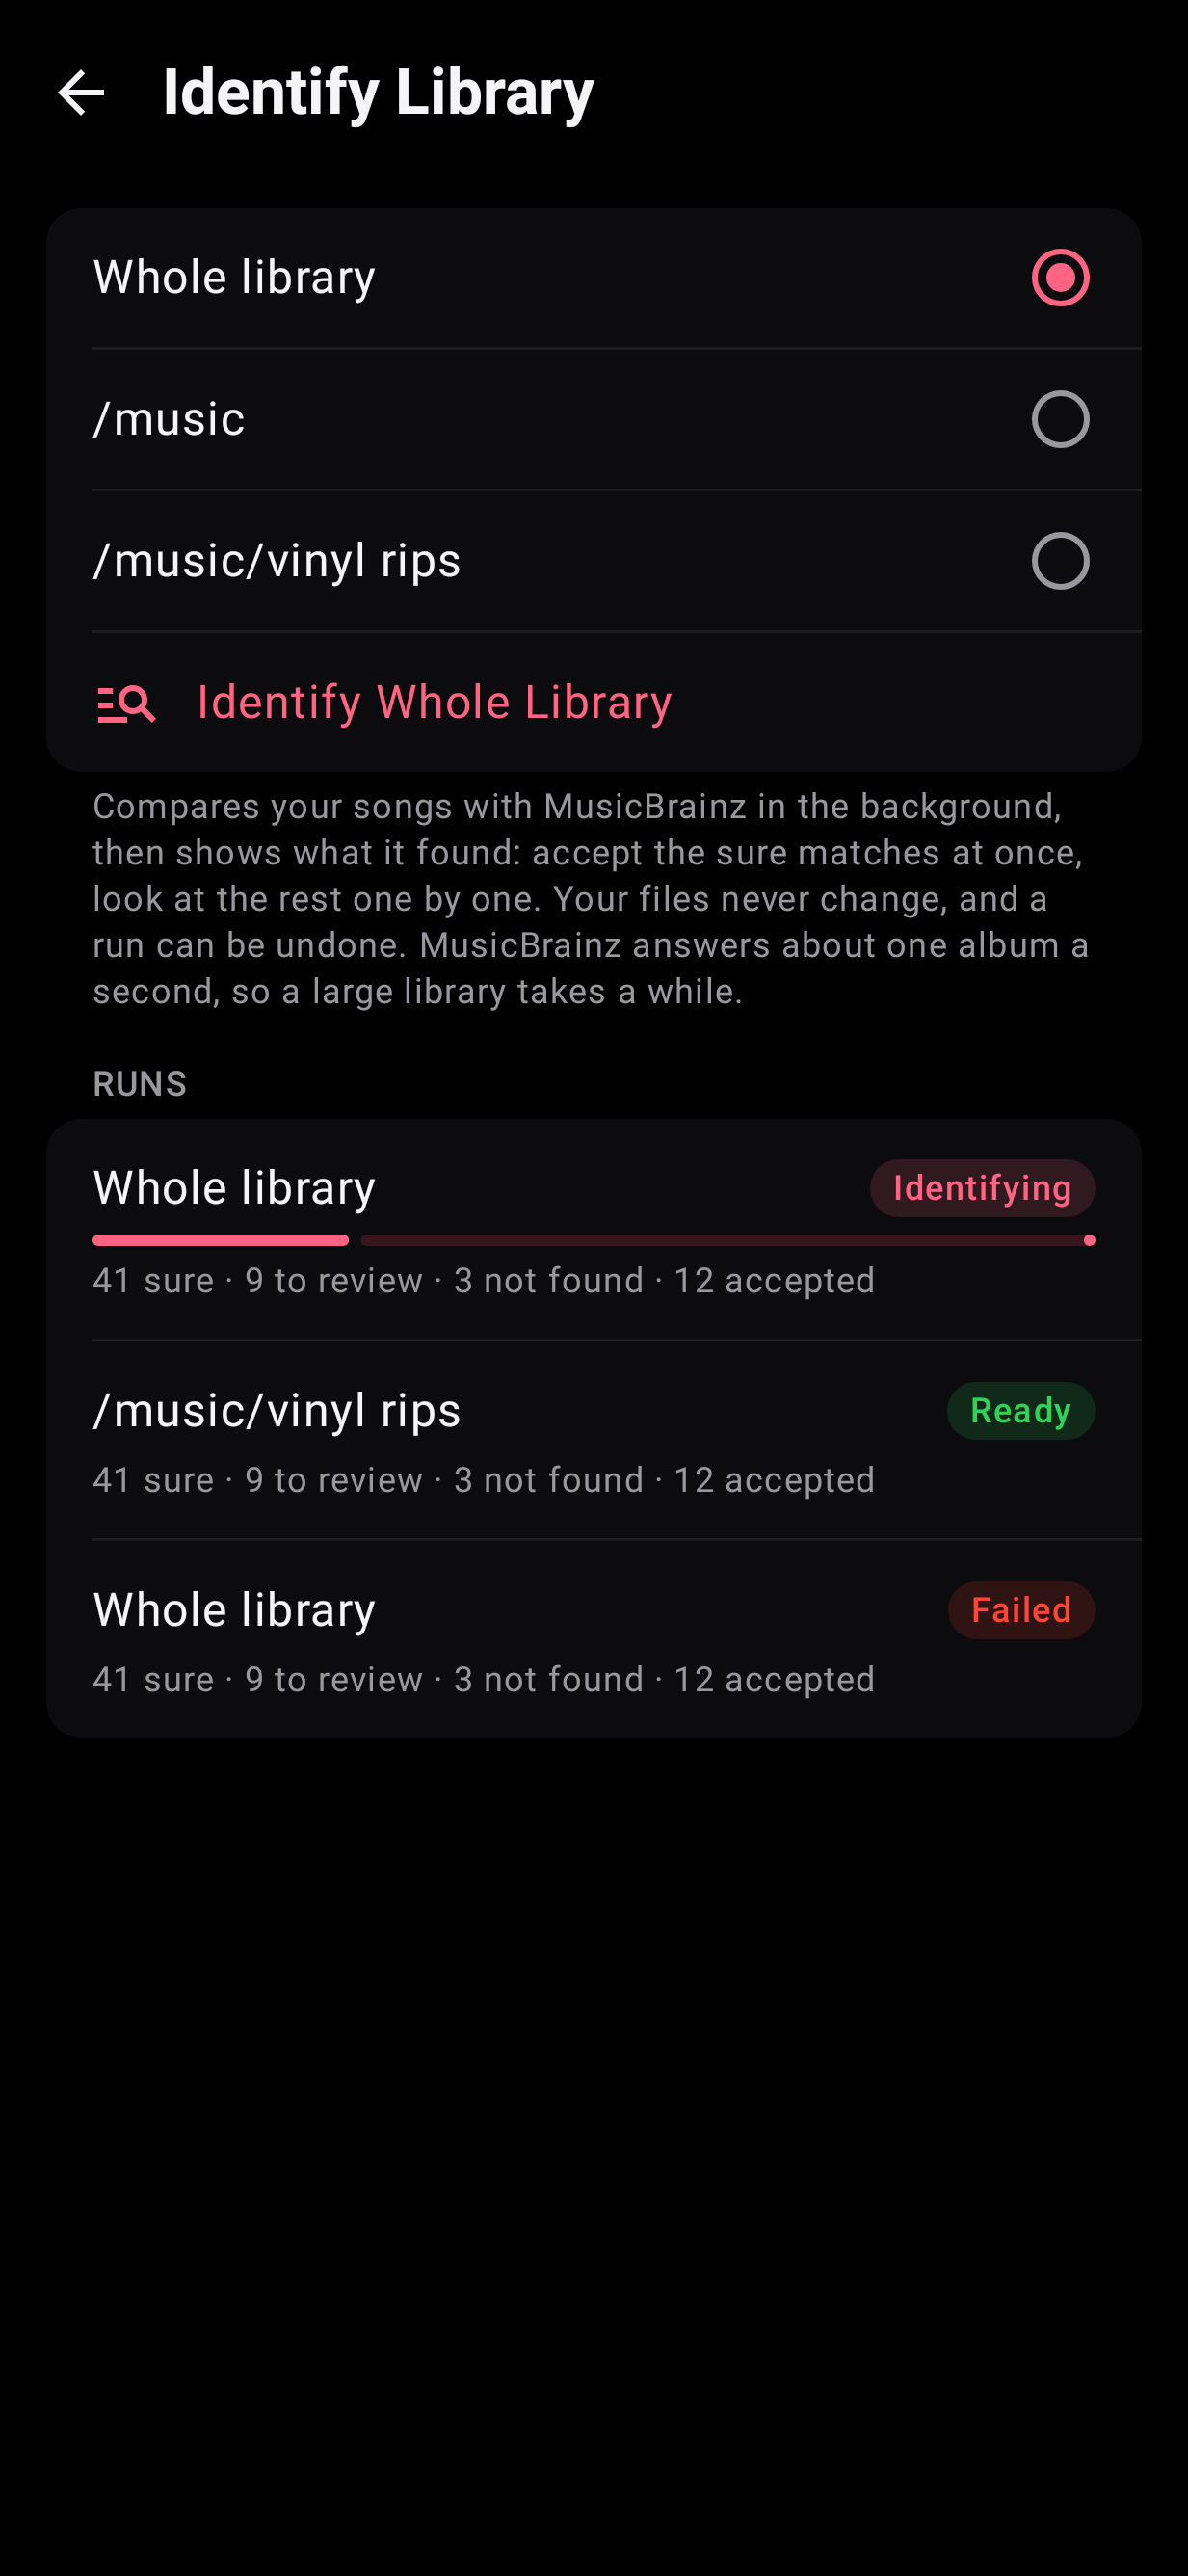 Identify Library
Whole library
/music
/music/vinyl rips
Identify Whole Library
Compares your songs with MusicBrainz in the background,
then shows what it found: accept the sure matches at once,
look at the rest one by one. Your files never change, and a
run can be undone. MusicBrainz answers about one album a
second, so a large library takes a while.
RUNS
Whole library
Identifying
41 sure · 9 to review · 3 not found · 12 accepted
/music/vinyl rips
Ready
41 sure · 9 to review · 3 not found · 12 accepted
Whole library
Failed
41 sure · 9 to review · 3 not found · 12 accepted